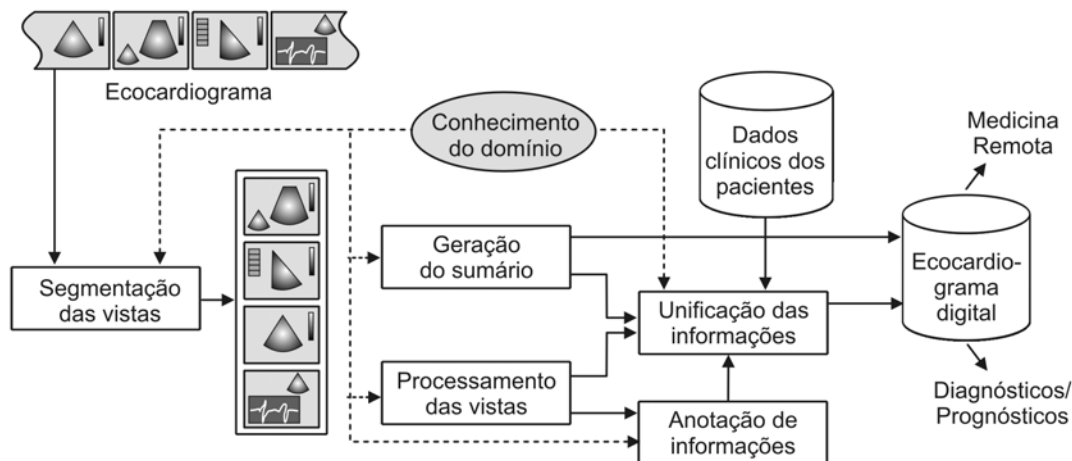 Ecocardiograma
Conhecimento
do domínio
Dados
clínicos dos
pacientes
Medicina
Remota
Segmentação
das vistas
Geração
do sumário
Unificação das
informações
Ecocardio-
grama
digital
Processamento
das vistas
Anotação de
informações
Diagnósticos/
Prognósticos